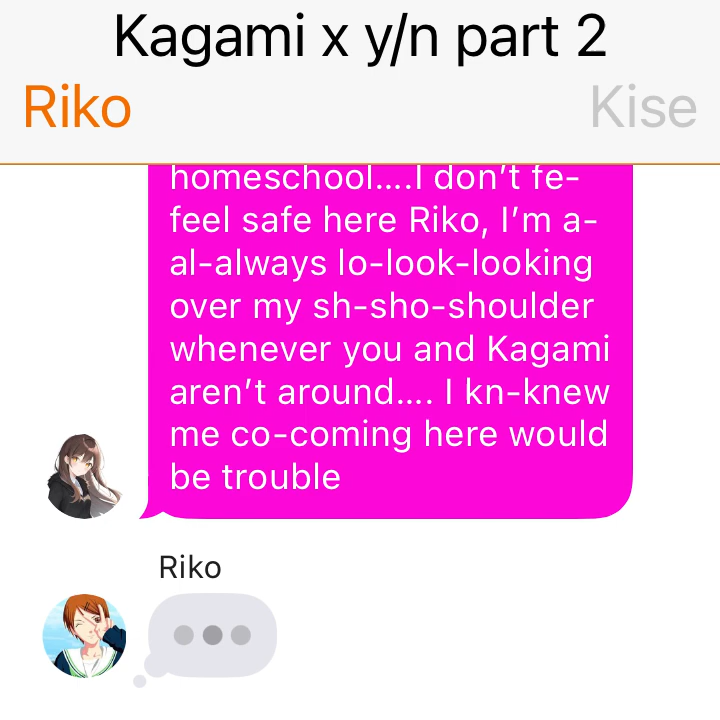 Kagami x y/n part 2
Riko
Kise
homeschool....I don't fe-
feel safe here Riko, I'm a-
al-always lo-look-looking
over my sh-sho-shoulder
whenever you and Kagami
aren't around.... I kn-knew
me co-coming here would
be trouble
Riko